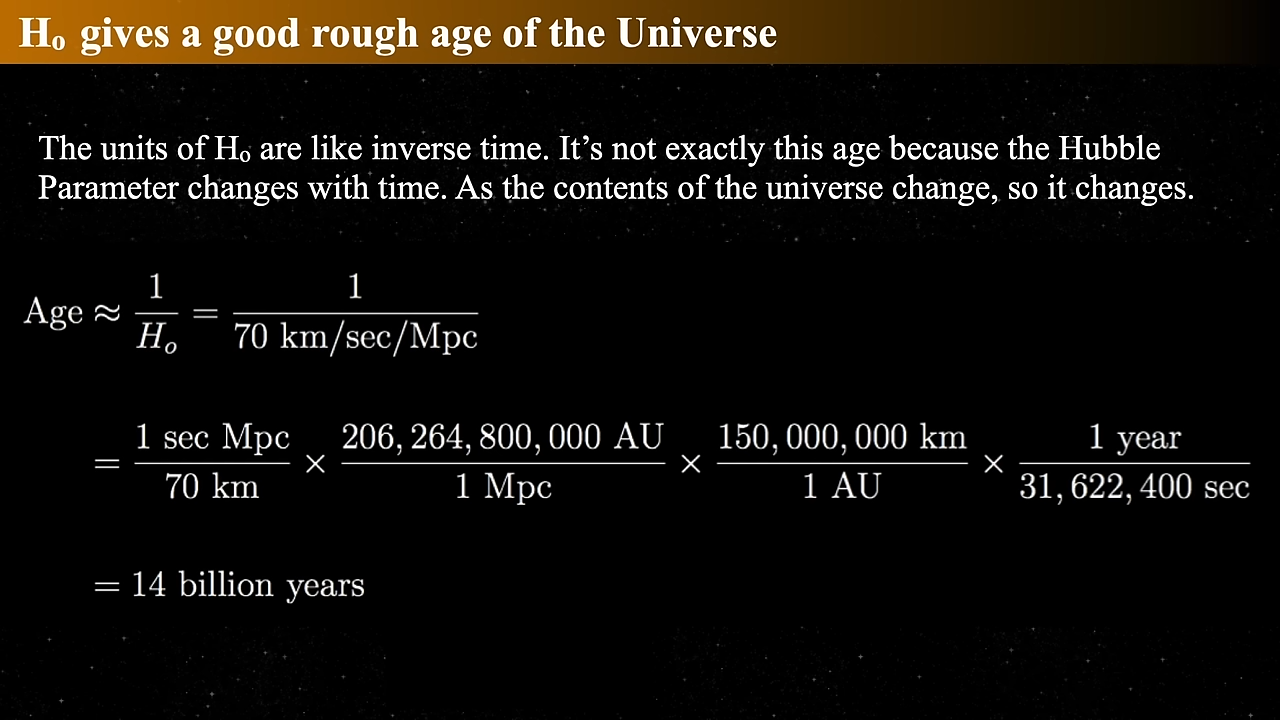 Hₒ gives a good rough age of the Universe
The units of Hₒ are like inverse time. It’s not exactly this age because the Hubble
Parameter changes with time. As the contents of the universe change, so it changes.
Age ≈ 1/Hₒ = 1/(70 km/sec/Mpc)
= (1 sec Mpc)/(70 km) × (206, 264, 800, 000 AU)/(1 Mpc) × (150, 000, 000 km)/(1 AU) × (1 year)/(31, 622, 400 sec)
= 14 billion years